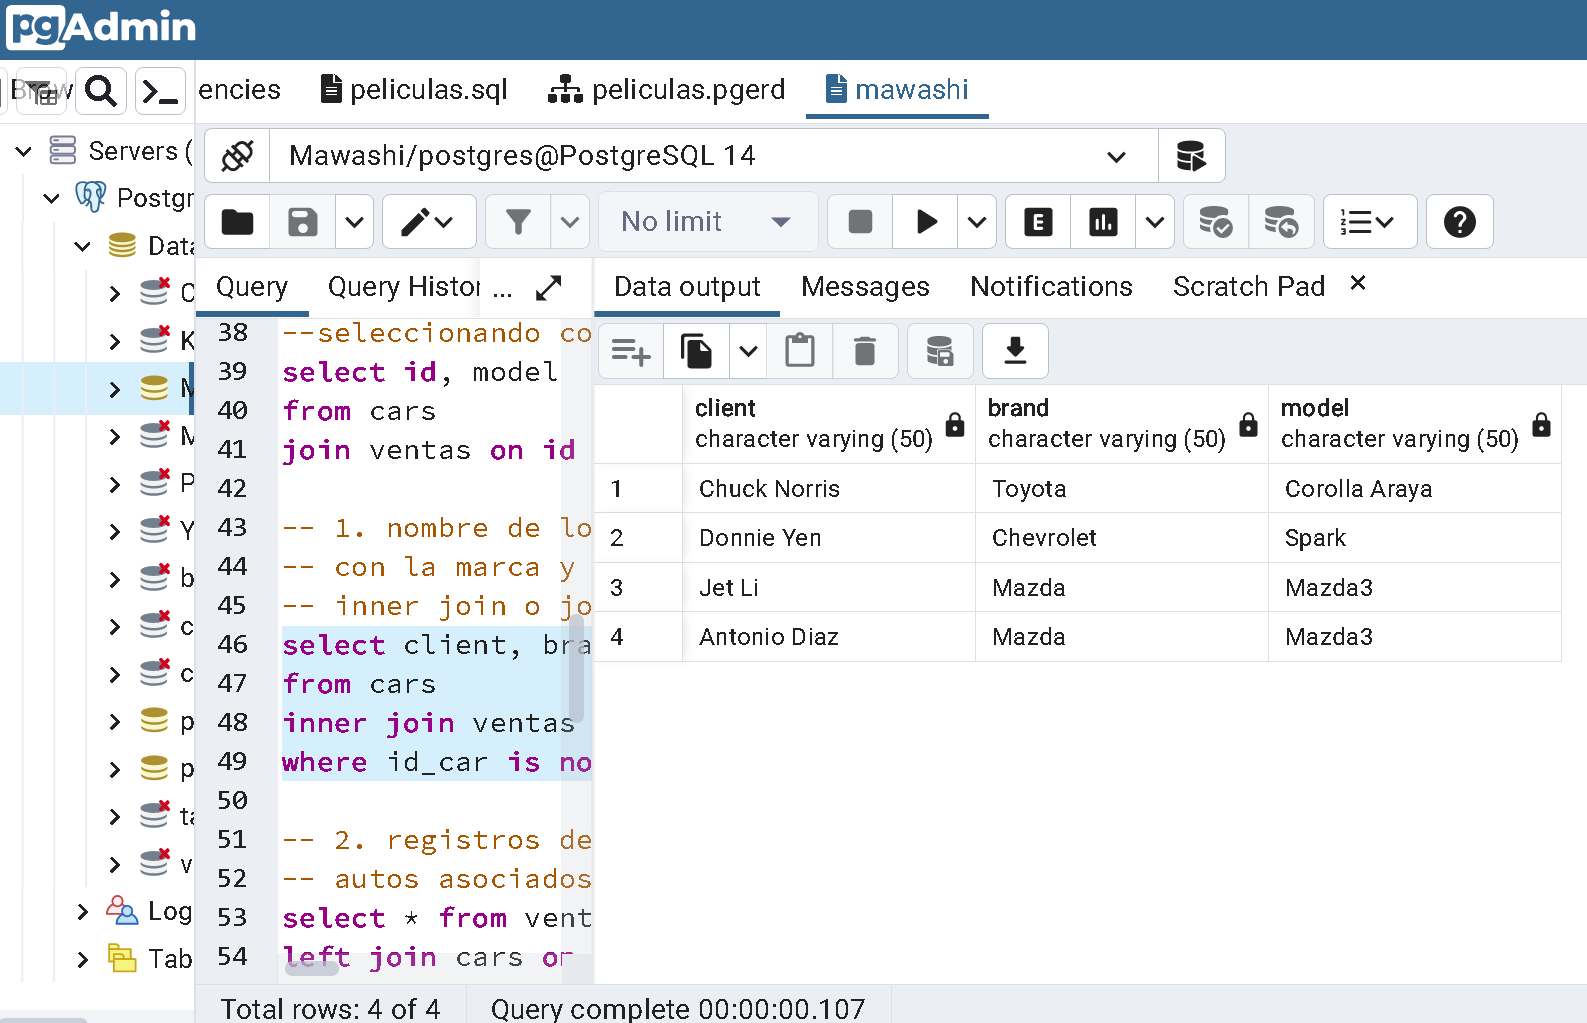 pgAdmin
encies
peliculas.sql
peliculas.pgerd
mawashi
Servers (
Mawashi/postgres@PostgreSQL 14
Postgr
No limit
E
Data
Query
Query Histor ...
Data output
Messages
Notifications
Scratch Pad
C
K
M
M
P
Y
b
c
c
p
p
ta
v
Log
Tab
38 --seleccionando co
39 select id, model
40 from cars
41 join ventas on id
42
43 -- 1. nombre de lo
44 -- con la marca y
45 -- inner join o jo
46 select client, bra
47 from cars
48 inner join ventas
49 where id_car is no
50
51 -- 2. registros de
52 -- autos asociados
53 select * from vent
54 left join cars on
client
character varying (50)
brand
character varying (50)
model
character varying (50)
1 Chuck Norris Toyota Corolla Araya
2 Donnie Yen Chevrolet Spark
3 Jet Li Mazda Mazda3
4 Antonio Diaz Mazda Mazda3
Total rows: 4 of 4
Query complete 00:00:00.107